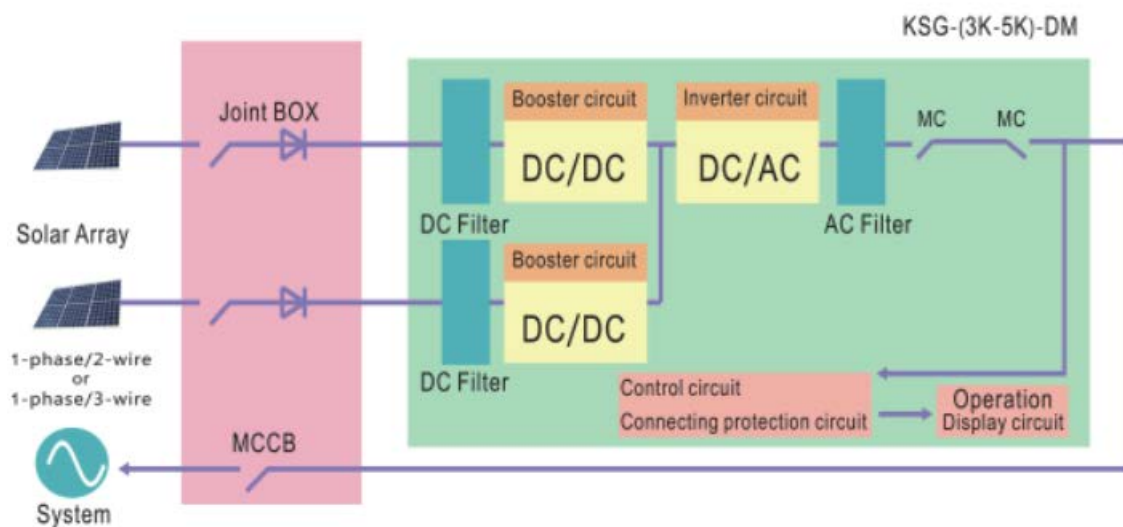 KSG-(3K-5K)-DM
Joint BOX
Booster circuit
DC/DC
Inverter circuit
DC/AC
MC
MC
Solar Array
DC Filter
AC Filter
Booster circuit
DC/DC
DC Filter
1-phase/2-wire
or
1-phase/3-wire
Control circuit
Connecting protection circuit
Operation
Display circuit
MCCB
System